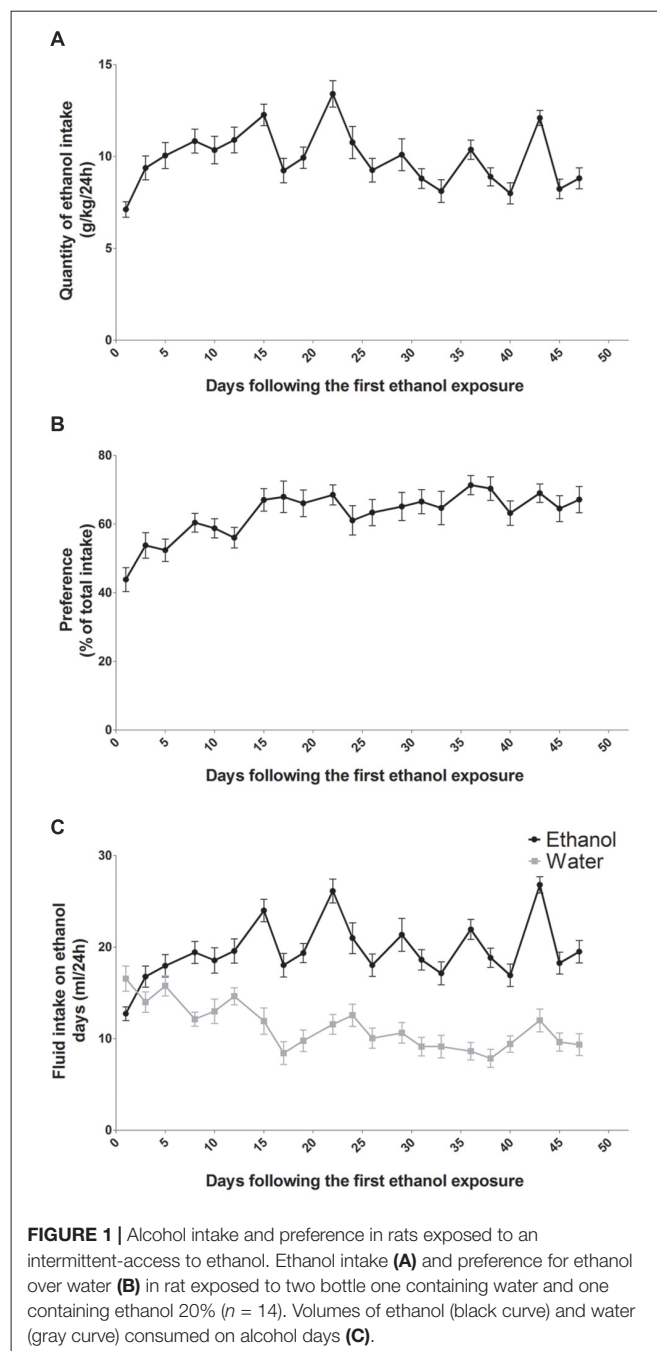 A
Quantity of ethanol intake
(g/kg/24h)
15
10
5
0
0 5 10 15 20 25 30 35 40 45 50
Days following the first ethanol exposure
B
Preference
(% of total intake)
80
60
40
20
0
0 5 10 15 20 25 30 35 40 45 50
Days following the first ethanol exposure
C
Ethanol
Water
Fluid intake on ethanol
days (ml/24h)
30
20
10
0
0 5 10 15 20 25 30 35 40 45 50
Days following the first ethanol exposure
FIGURE 1 | Alcohol intake and preference in rats exposed to an
intermittent-access to ethanol. Ethanol intake (A) and preference for ethanol
over water (B) in rat exposed to two bottle one containing water and one
containing ethanol 20% (n = 14). Volumes of ethanol (black curve) and water
(gray curve) consumed on alcohol days (C).